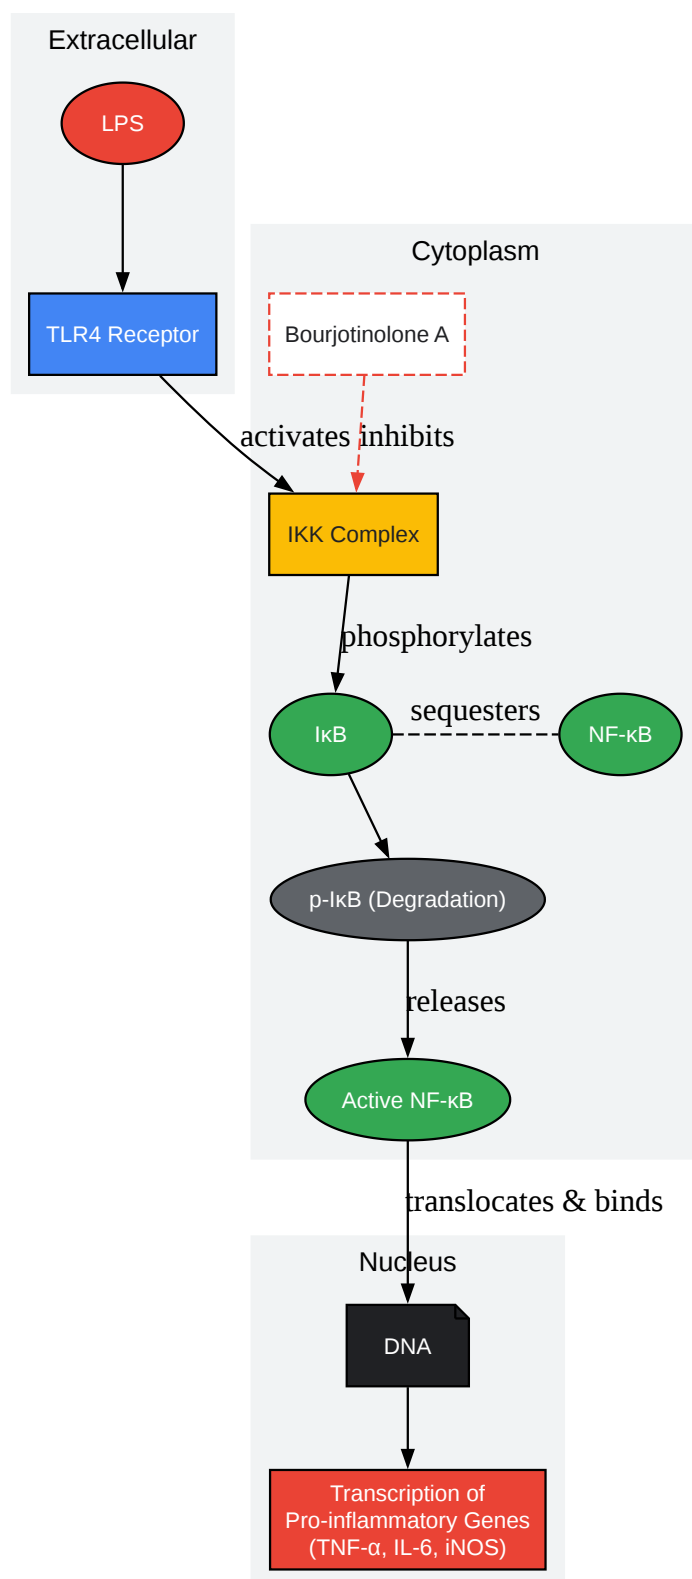 Extracellular
LPS
TLR4 Receptor
Cytoplasm
Bourjotinolone A
activates
inhibits
IKK Complex
phosphorylates
IκB
sequesters
NF-κB
p-IκB (Degradation)
releases
Active NF-κB
translocates & binds
Nucleus
DNA
Transcription of
Pro-inflammatory Genes
(TNF-α, IL-6, iNOS)